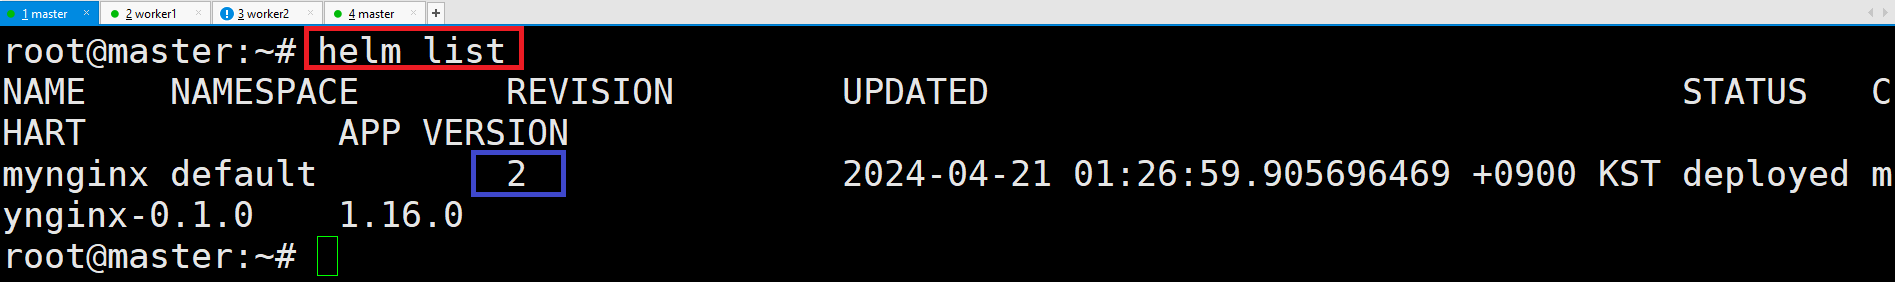 1 master × 2 worker1 × 3 worker2 × 4 master × +
root@master:~# helm list
NAME    NAMESPACE       REVISION        UPDATED                                 STATUS   C
HART            APP VERSION
mynginx default         2               2024-04-21 01:26:59.905696469 +0900 KST deployed m
ynginx-0.1.0    1.16.0
root@master:~#